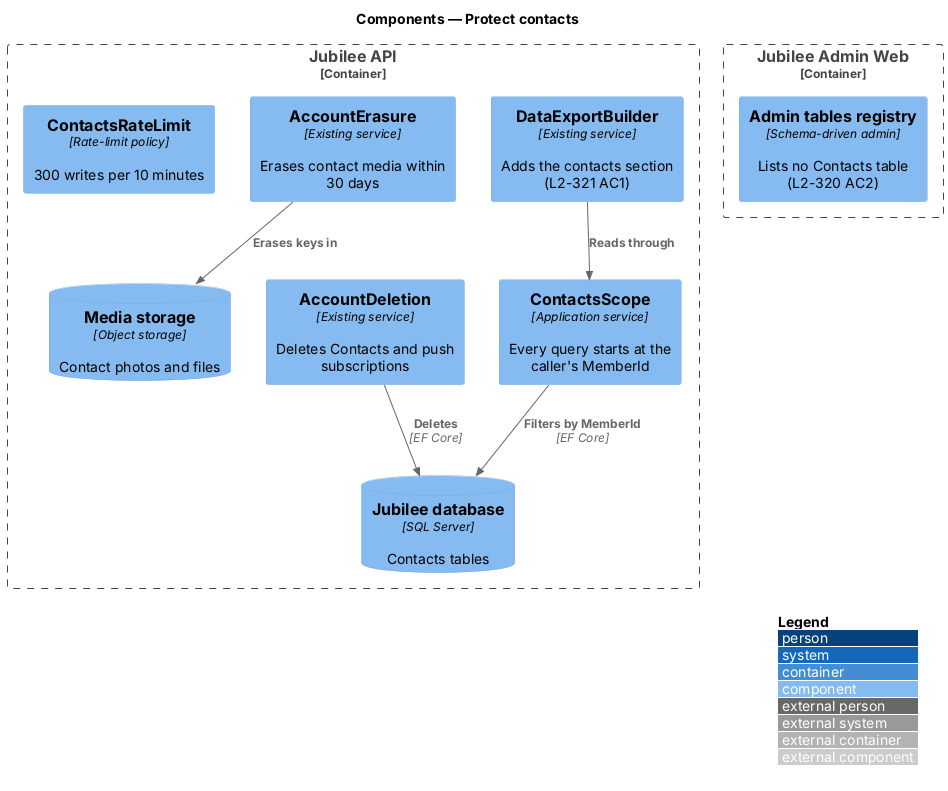 Components — Protect contacts
Jubilee API
[Container]
Jubilee Admin Web
[Container]
ContactsRateLimit
[Rate-limit policy]
300 writes per 10 minutes
AccountErasure
[Existing service]
Erases contact media within
30 days
DataExportBuilder
[Existing service]
Adds the contacts section
(L2-321 AC1)
Admin tables registry
[Schema-driven admin]
Lists no Contacts table
(L2-320 AC2)
Erases keys in
Reads through
Media storage
[Object storage]
Contact photos and files
AccountDeletion
[Existing service]
Deletes Contacts and push
subscriptions
ContactsScope
[Application service]
Every query starts at the
caller's MemberId
Deletes
[EF Core]
Filters by MemberId
[EF Core]
Jubilee database
[SQL Server]
Contacts tables
Legend
person
system
container
component
external person
external system
external container
external component